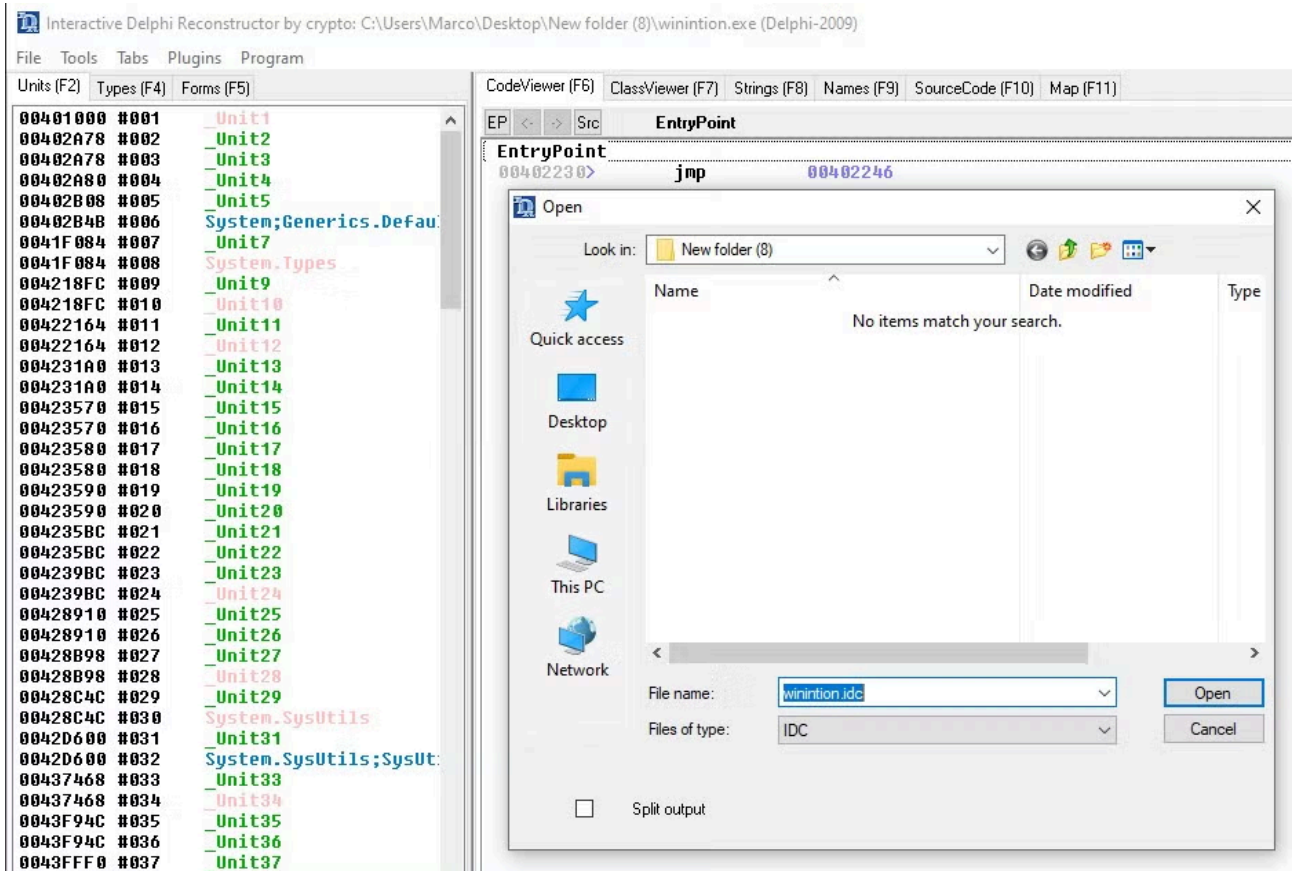 Interactive Delphi Reconstructor by crypto: C:\Users\Marco\Desktop\New folder (8)\winintion.exe (Delphi-2009)
File Tools Tabs Plugins Program
Units (F2) Types (F4) Forms (F5)
00401000 #001 _Unit1
00402A78 #002 _Unit2
00402A78 #003 _Unit3
00402A80 #004 _Unit4
00402B08 #005 _Unit5
00402B4B #006 System;Generics.Defau
0041F084 #007 _Unit7
0041F084 #008 System.Types
004218FC #009 _Unit9
004218FC #010 _Unit10
00422164 #011 _Unit11
00422164 #012 _Unit12
004231A0 #013 _Unit13
004231A0 #014 _Unit14
00423570 #015 _Unit15
00423570 #016 _Unit16
00423580 #017 _Unit17
00423580 #018 _Unit18
00423590 #019 _Unit19
00423590 #020 _Unit20
004235BC #021 _Unit21
004235BC #022 _Unit22
004239BC #023 _Unit23
004239BC #024 _Unit24
00428910 #025 _Unit25
00428910 #026 _Unit26
00428B98 #027 _Unit27
00428B98 #028 _Unit28
00428C4C #029 _Unit29
00428C4C #030 System.SysUtils
0042D600 #031 _Unit31
0042D600 #032 System.SysUtils;SysUt
00437468 #033 _Unit33
00437468 #034 _Unit34
0043F94C #035 _Unit35
0043F94C #036 _Unit36
0043FFF0 #037 _Unit37
CodeViewer (F6) ClassViewer (F7) Strings (F8) Names (F9) SourceCode (F10) Map (F11)
EP <- -> Src EntryPoint
EntryPoint
00402230> jmp 00402246
Open
Look in: New folder (8)
Name Date modified Type
No items match your search.
Quick access
Desktop
Libraries
This PC
Network
File name: winintion.idc Open
Files of type: IDC Cancel
Split output